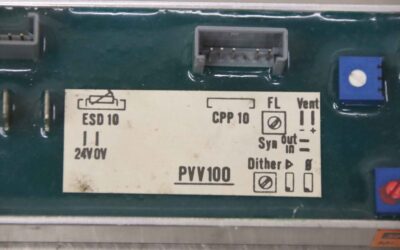 FL Vent
ESD 10 CPP 10
- +
Syn out
in
24V 0V
Dither
PVV100